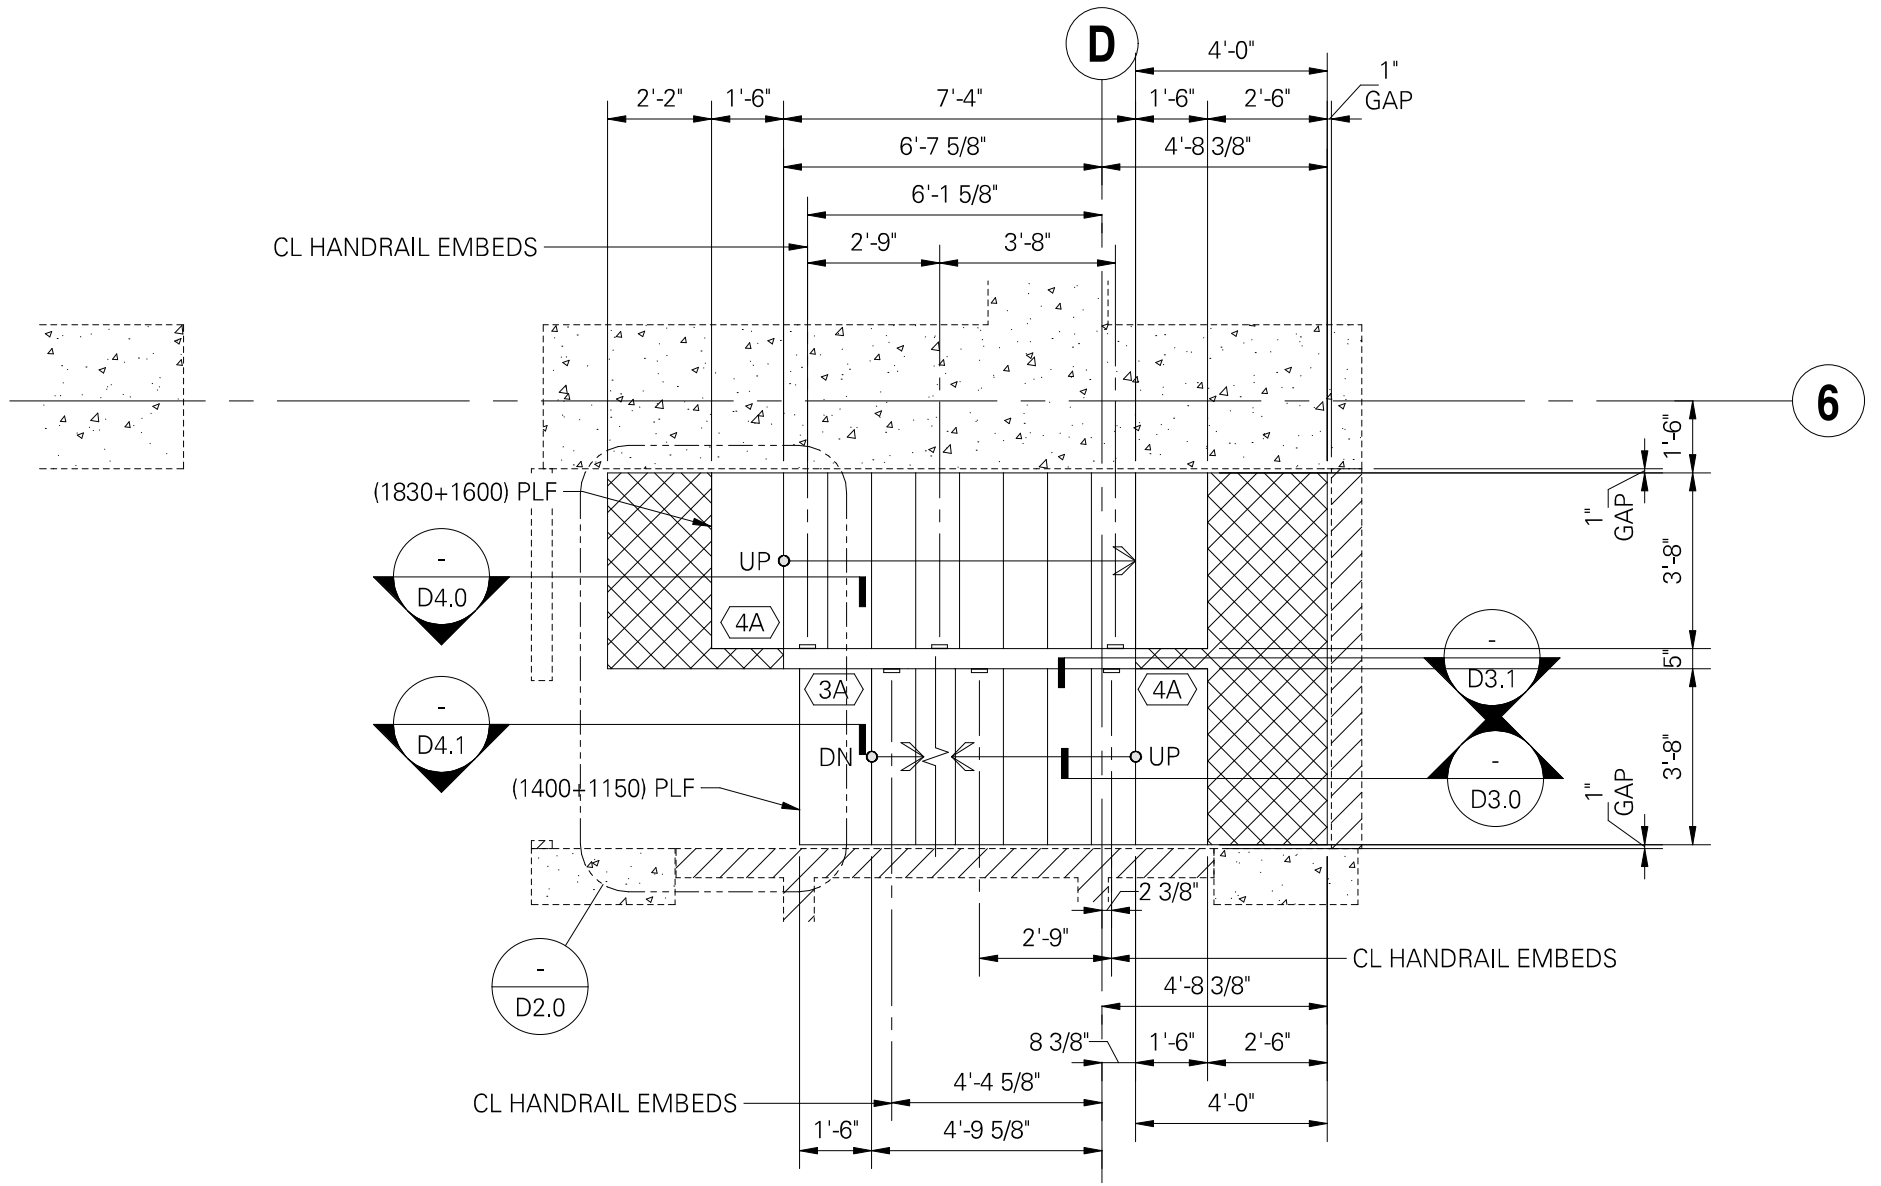 D
4'-0"
1"
GAP
2'-2"
1'-6"
7'-4"
1'-6"
2'-6"
6'-7 5/8"
4'-8 3/8"
6'-1 5/8"
CL HANDRAIL EMBEDS
2'-9"
3'-8"
6
1'-6"
(1830+1600) PLF
1"
GAP
-
D4.0
UP
3'-8"
4A
-
D3.1
5"
3A
4A
-
D4.1
DN
UP
3'-8"
(1400+1150) PLF
-
D3.0
1"
GAP
2 3/8"
2'-9"
CL HANDRAIL EMBEDS
-
D2.0
4'-8 3/8"
8 3/8"
1'-6"
2'-6"
4'-4 5/8"
CL HANDRAIL EMBEDS
4'-0"
1'-6"
4'-9 5/8"